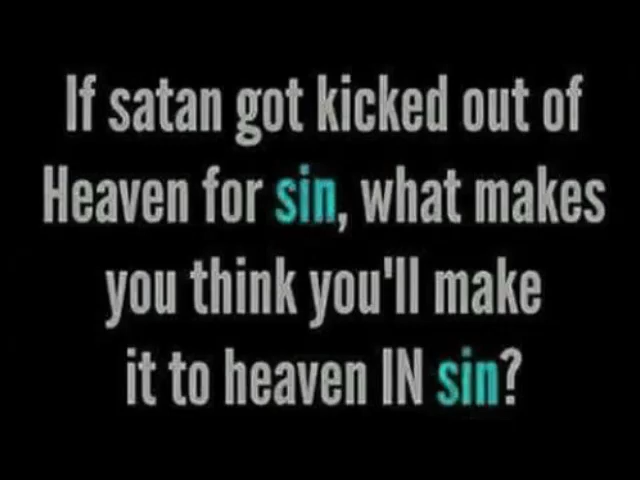 If satan got kicked out of
Heaven for sin, what makes
you think you'll make
it to heaven IN sin?